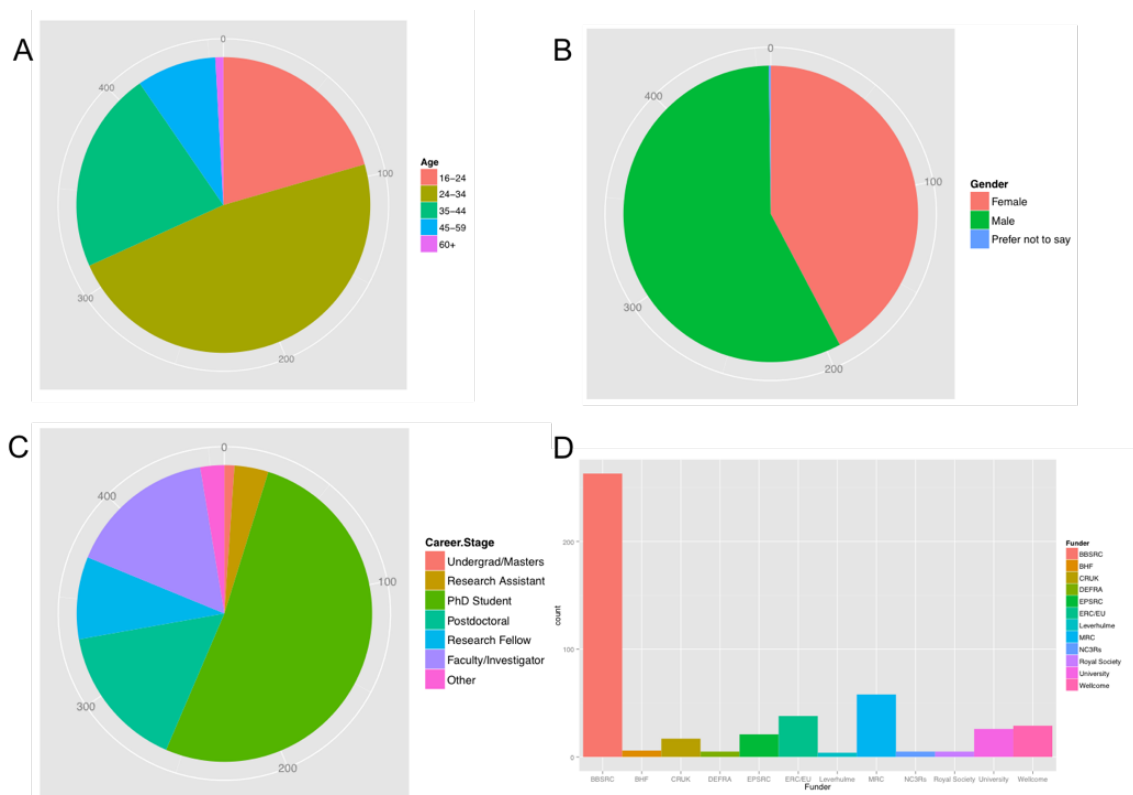 A
0
100
200
300
400
Age
16-24
24-34
35-44
45-59
60+
B
0
100
200
300
400
Gender
Female
Male
Prefer not to say
C
0
100
200
300
400
Career.Stage
Undergrad/Masters
Research Assistant
PhD Student
Postdoctoral
Research Fellow
Faculty/Investigator
Other
D
count
200
100
0
BBSRC BHF CRUK DEFRA EPSRC ERC/EU Leverhulme MRC NC3Rs Royal Society University Wellcome
Funder
Funder
BBSRC
BHF
CRUK
DEFRA
EPSRC
ERC/EU
Leverhulme
MRC
NC3Rs
Royal Society
University
Wellcome